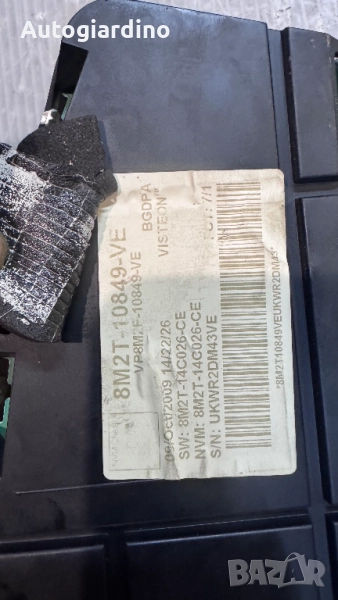 Autogiardino
8M2T-10849-VE
VP8M2F-10849-VE
BGDPA
VISTEON
09/Oct/2009 14/22/26
SW: 8M2T-14C026-CE
NVM: 8M2T-14C026-CE
S/N: UKWR2DM43VE
*8M2T10849VEUKWR2DM43*
BAZAR